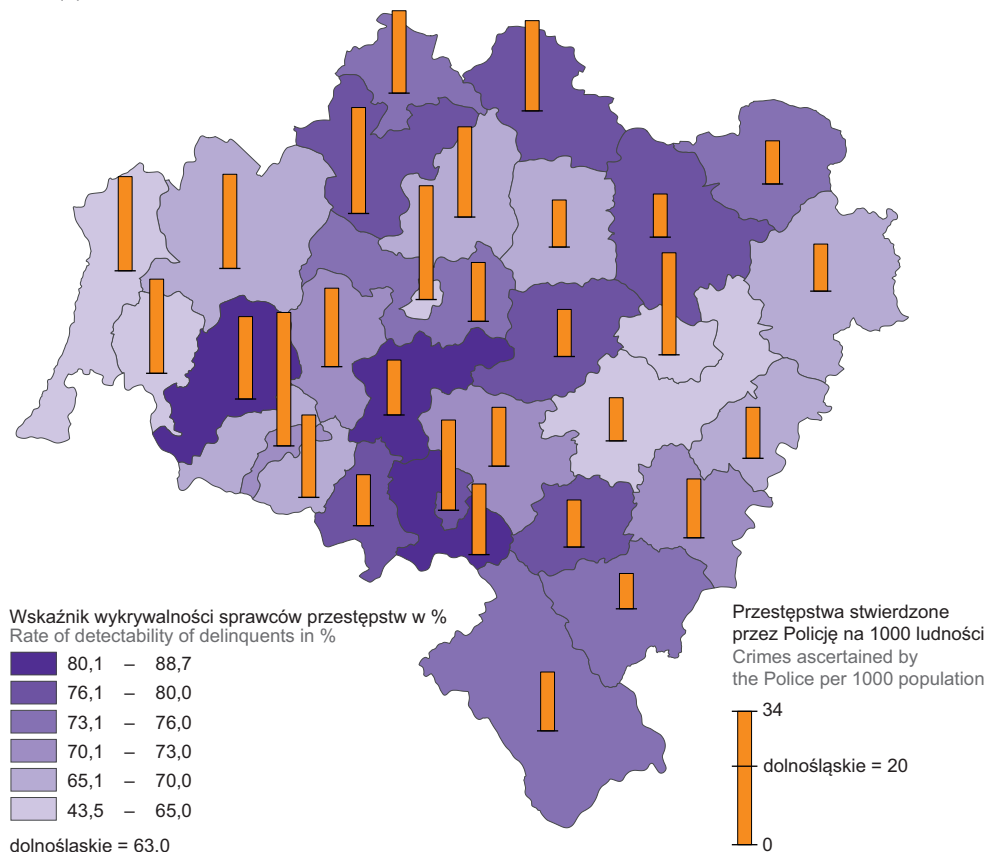 Wskaźnik wykrywalności sprawców przestępstw w %
Rate of detectability of delinquents in %
80,1 – 88,7
76,1 – 80,0
73,1 – 76,0
70,1 – 73,0
65,1 – 70,0
43,5 – 65,0
dolnośląskie = 63,0
Przestępstwa stwierdzone
przez Policję na 1000 ludności
Crimes ascertained by
the Police per 1000 population
34
dolnośląskie = 20
0